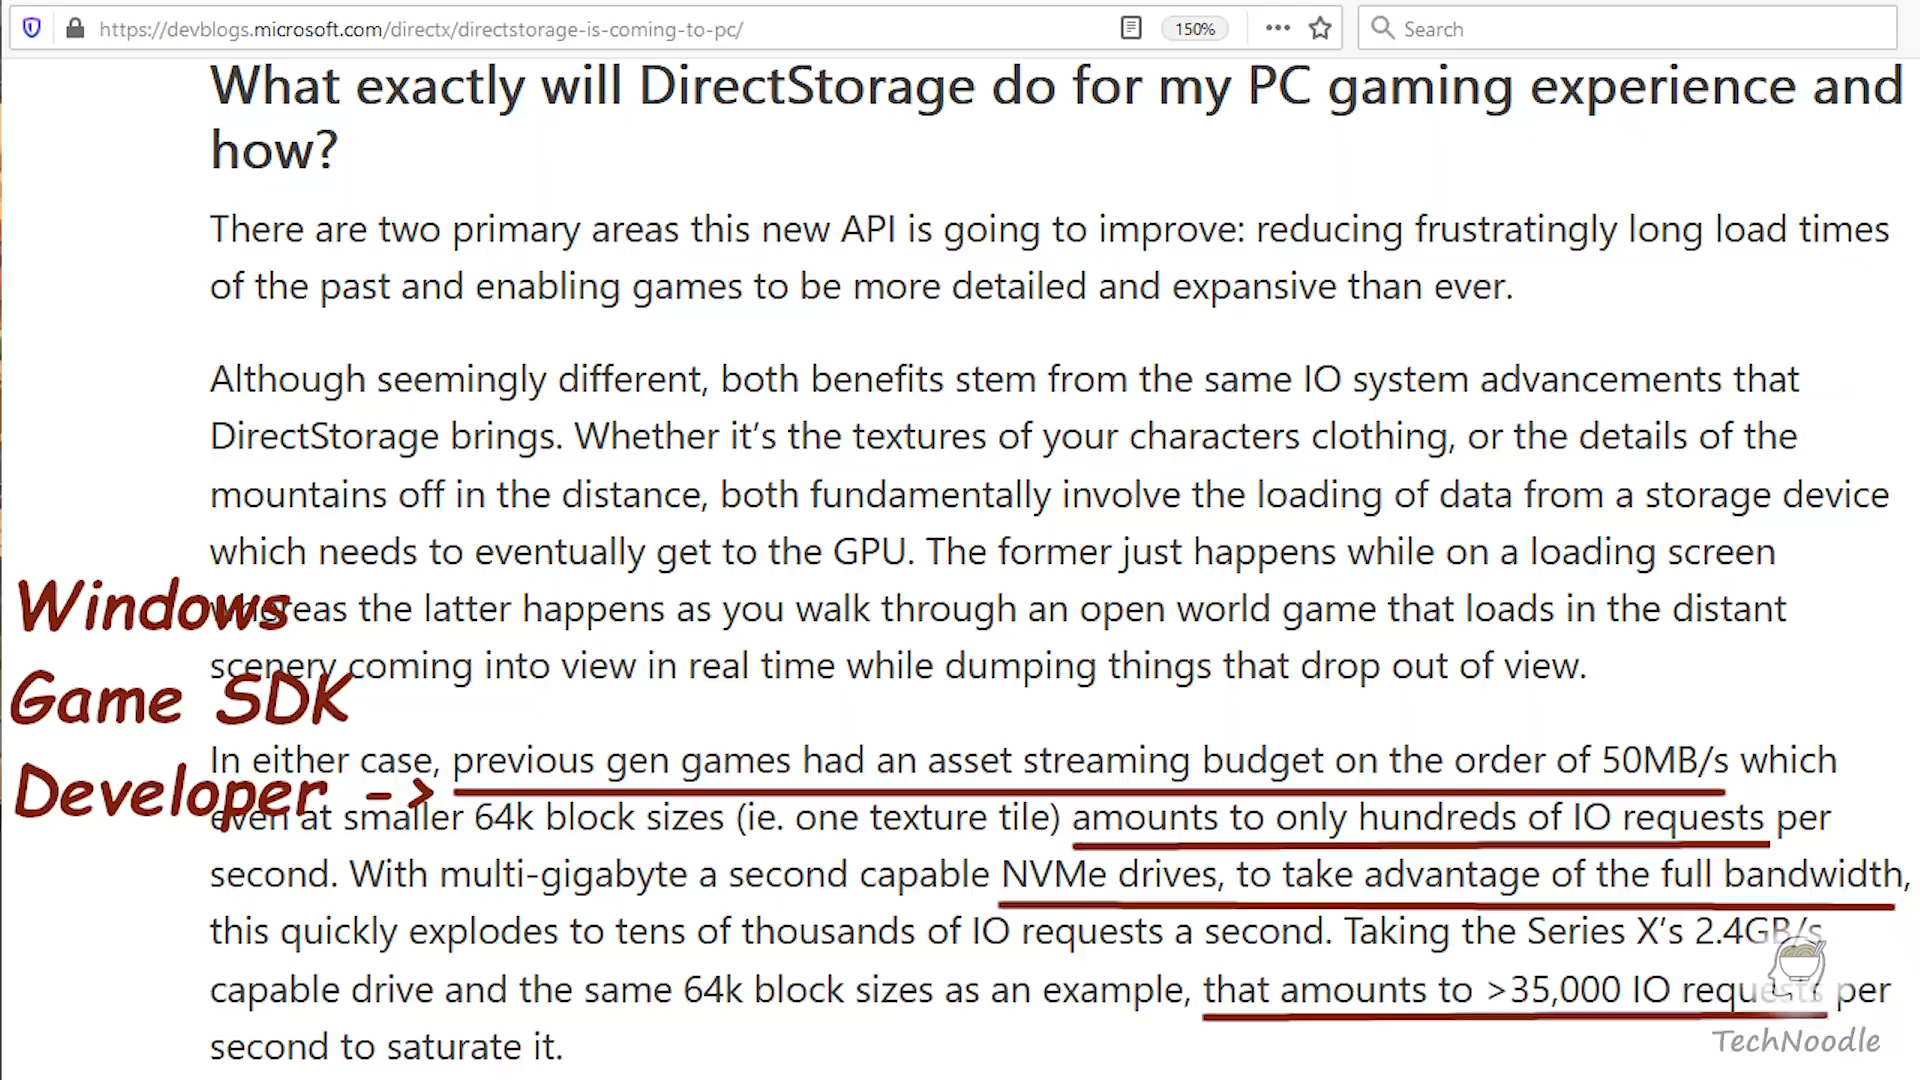 https://devblogs.microsoft.com/directx/directstorage-is-coming-to-pc/
150%
Search
What exactly will DirectStorage do for my PC gaming experience and
how?
There are two primary areas this new API is going to improve: reducing frustratingly long load times
of the past and enabling games to be more detailed and expansive than ever.
Although seemingly different, both benefits stem from the same IO system advancements that
DirectStorage brings. Whether it’s the textures of your characters clothing, or the details of the
mountains off in the distance, both fundamentally involve the loading of data from a storage device
which needs to eventually get to the GPU. The former just happens while on a loading screen
whereas the latter happens as you walk through an open world game that loads in the distant
scenery coming into view in real time while dumping things that drop out of view.
In either case, previous gen games had an asset streaming budget on the order of 50MB/s which
even at smaller 64k block sizes (ie. one texture tile) amounts to only hundreds of IO requests per
second. With multi-gigabyte a second capable NVMe drives, to take advantage of the full bandwidth,
this quickly explodes to tens of thousands of IO requests a second. Taking the Series X’s 2.4GB/s
capable drive and the same 64k block sizes as an example, that amounts to >35,000 IO requests per
second to saturate it.
Windows
Game SDK
Developer ->
TechNoodle